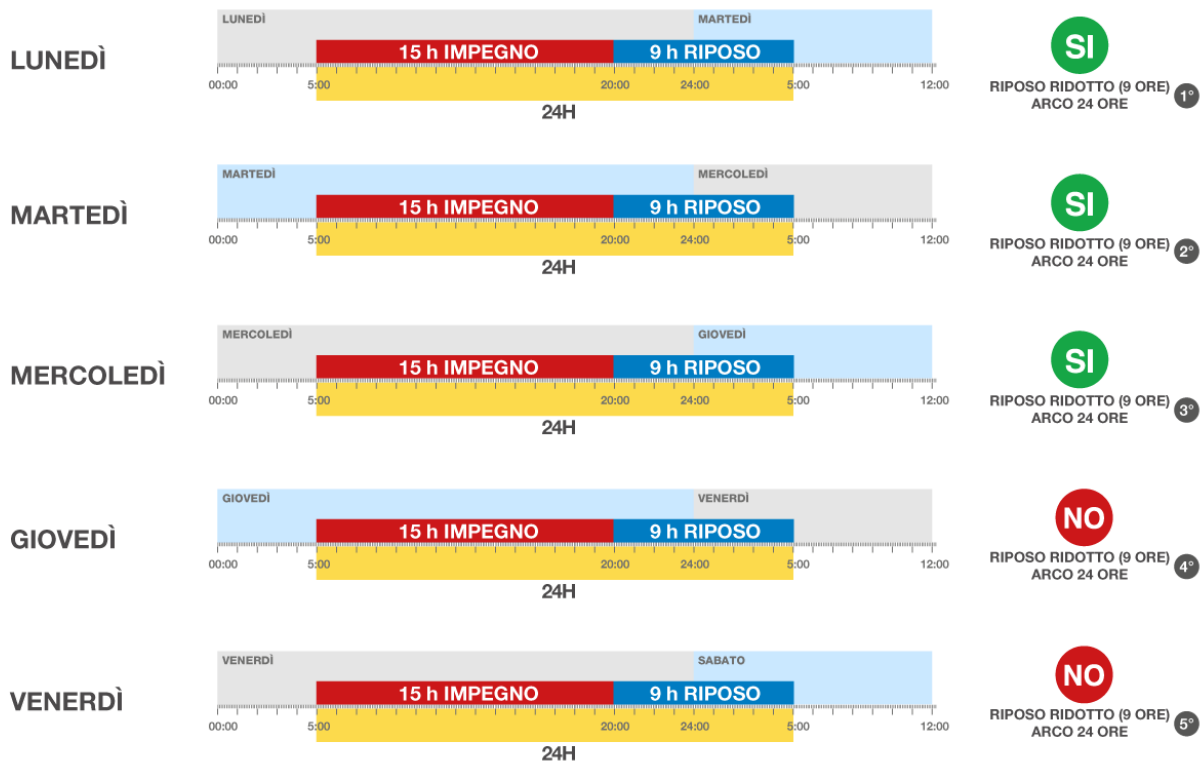 LUNEDÌ
LUNEDÌ MARTEDÌ
15 h IMPEGNO 9 h RIPOSO
00:00 5:00 20:00 24:00 5:00 12:00
24H
SI
RIPOSO RIDOTTO (9 ORE)
ARCO 24 ORE
1°
MARTEDÌ
MARTEDÌ MERCOLEDÌ
15 h IMPEGNO 9 h RIPOSO
00:00 5:00 20:00 24:00 5:00 12:00
24H
SI
RIPOSO RIDOTTO (9 ORE)
ARCO 24 ORE
2°
MERCOLEDÌ
MERCOLEDÌ GIOVEDÌ
15 h IMPEGNO 9 h RIPOSO
00:00 5:00 20:00 24:00 5:00 12:00
24H
SI
RIPOSO RIDOTTO (9 ORE)
ARCO 24 ORE
3°
GIOVEDÌ
GIOVEDÌ VENERDÌ
15 h IMPEGNO 9 h RIPOSO
00:00 5:00 20:00 24:00 5:00 12:00
24H
NO
RIPOSO RIDOTTO (9 ORE)
ARCO 24 ORE
4°
VENERDÌ
VENERDÌ SABATO
15 h IMPEGNO 9 h RIPOSO
00:00 5:00 20:00 24:00 5:00 12:00
24H
NO
RIPOSO RIDOTTO (9 ORE)
ARCO 24 ORE
5°